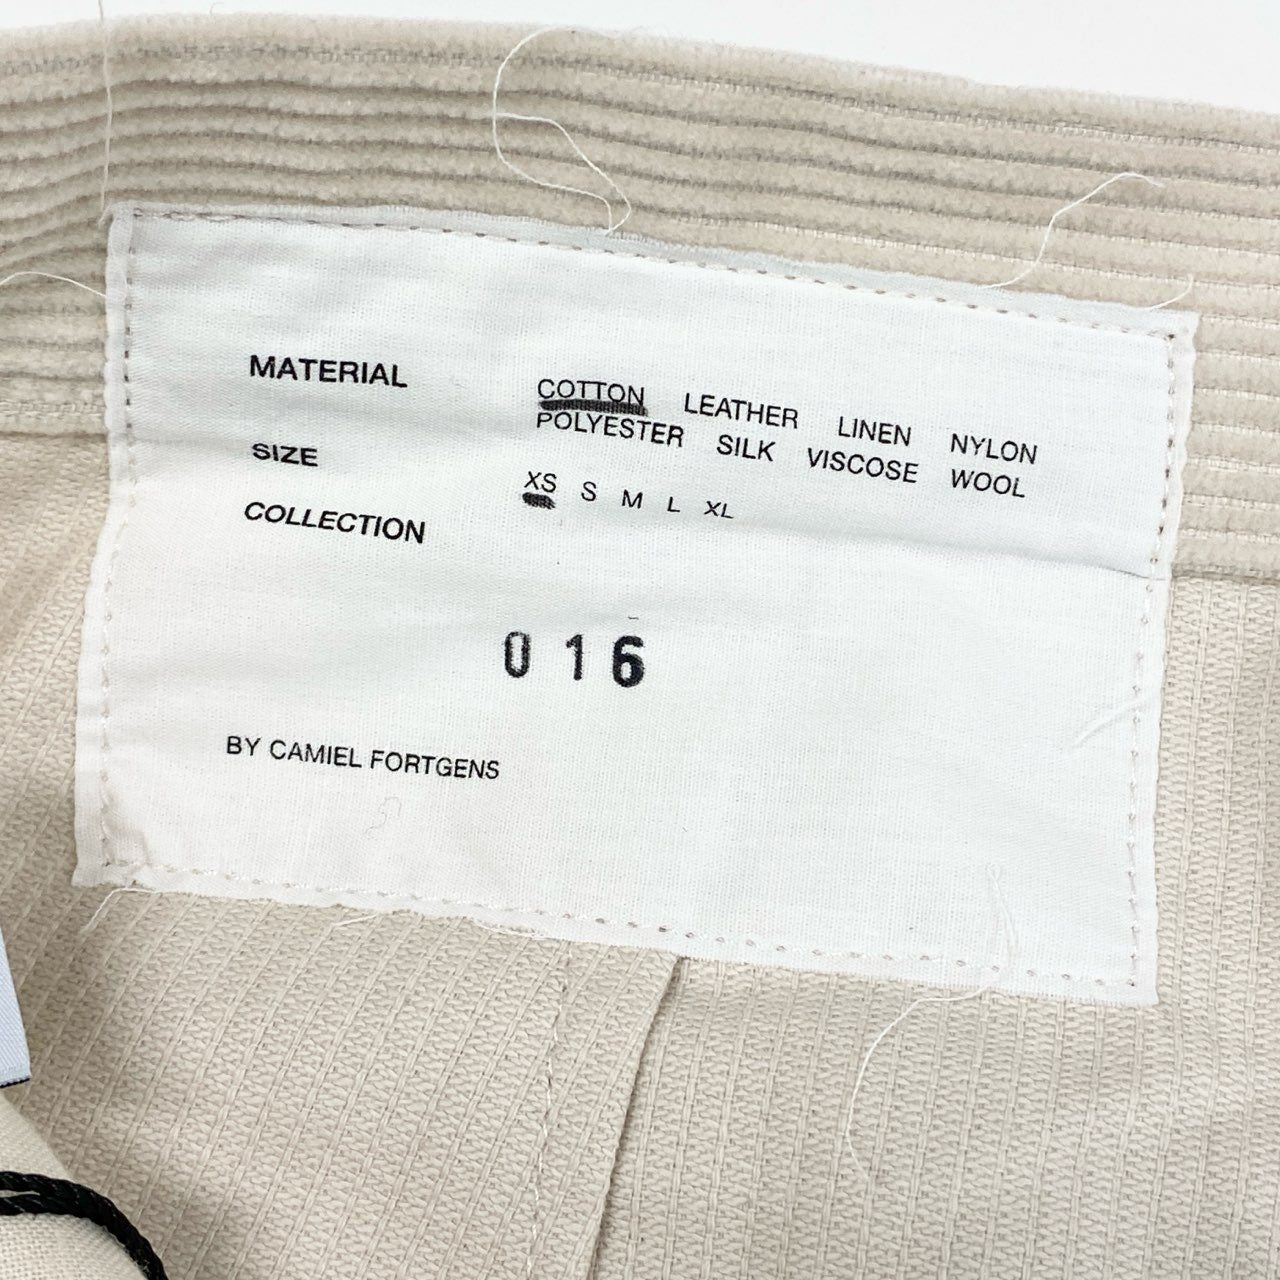 MATERIAL COTTON LEATHER LINEN NYLON
POLYESTER SILK VISCOSE WOOL
SIZE XS S M L XL
COLLECTION
016
BY CAMIEL FORTGENS